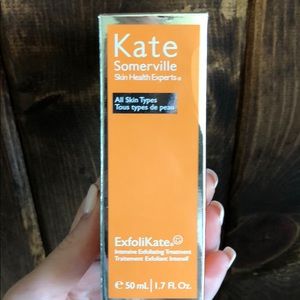 Kate
Somerville
Skin Health Experts®
All Skin Types
Tous types de peau
ExfoliKate®
Intensive Exfoliating Treatment
Traitement Exfoliant Intensif
e 50 mL | 1.7 Fl. Oz.